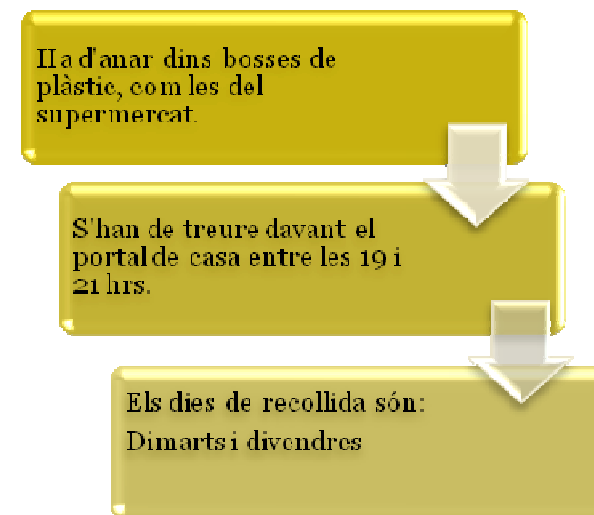 Ha d'anar dins bosses de
plàstic, com les del
supermercat.
S'han de treure davant el
portal de casa entre les 19 i
21 hrs.
Els dies de recollida són:
Dimarts i divendres